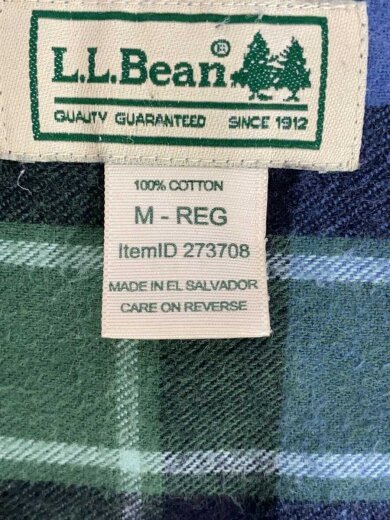 L.L.Bean®
QUALITY GUARANTEED SINCE 1912
100% COTTON
M - REG
ItemID 273708
MADE IN EL SALVADOR
CARE ON REVERSE